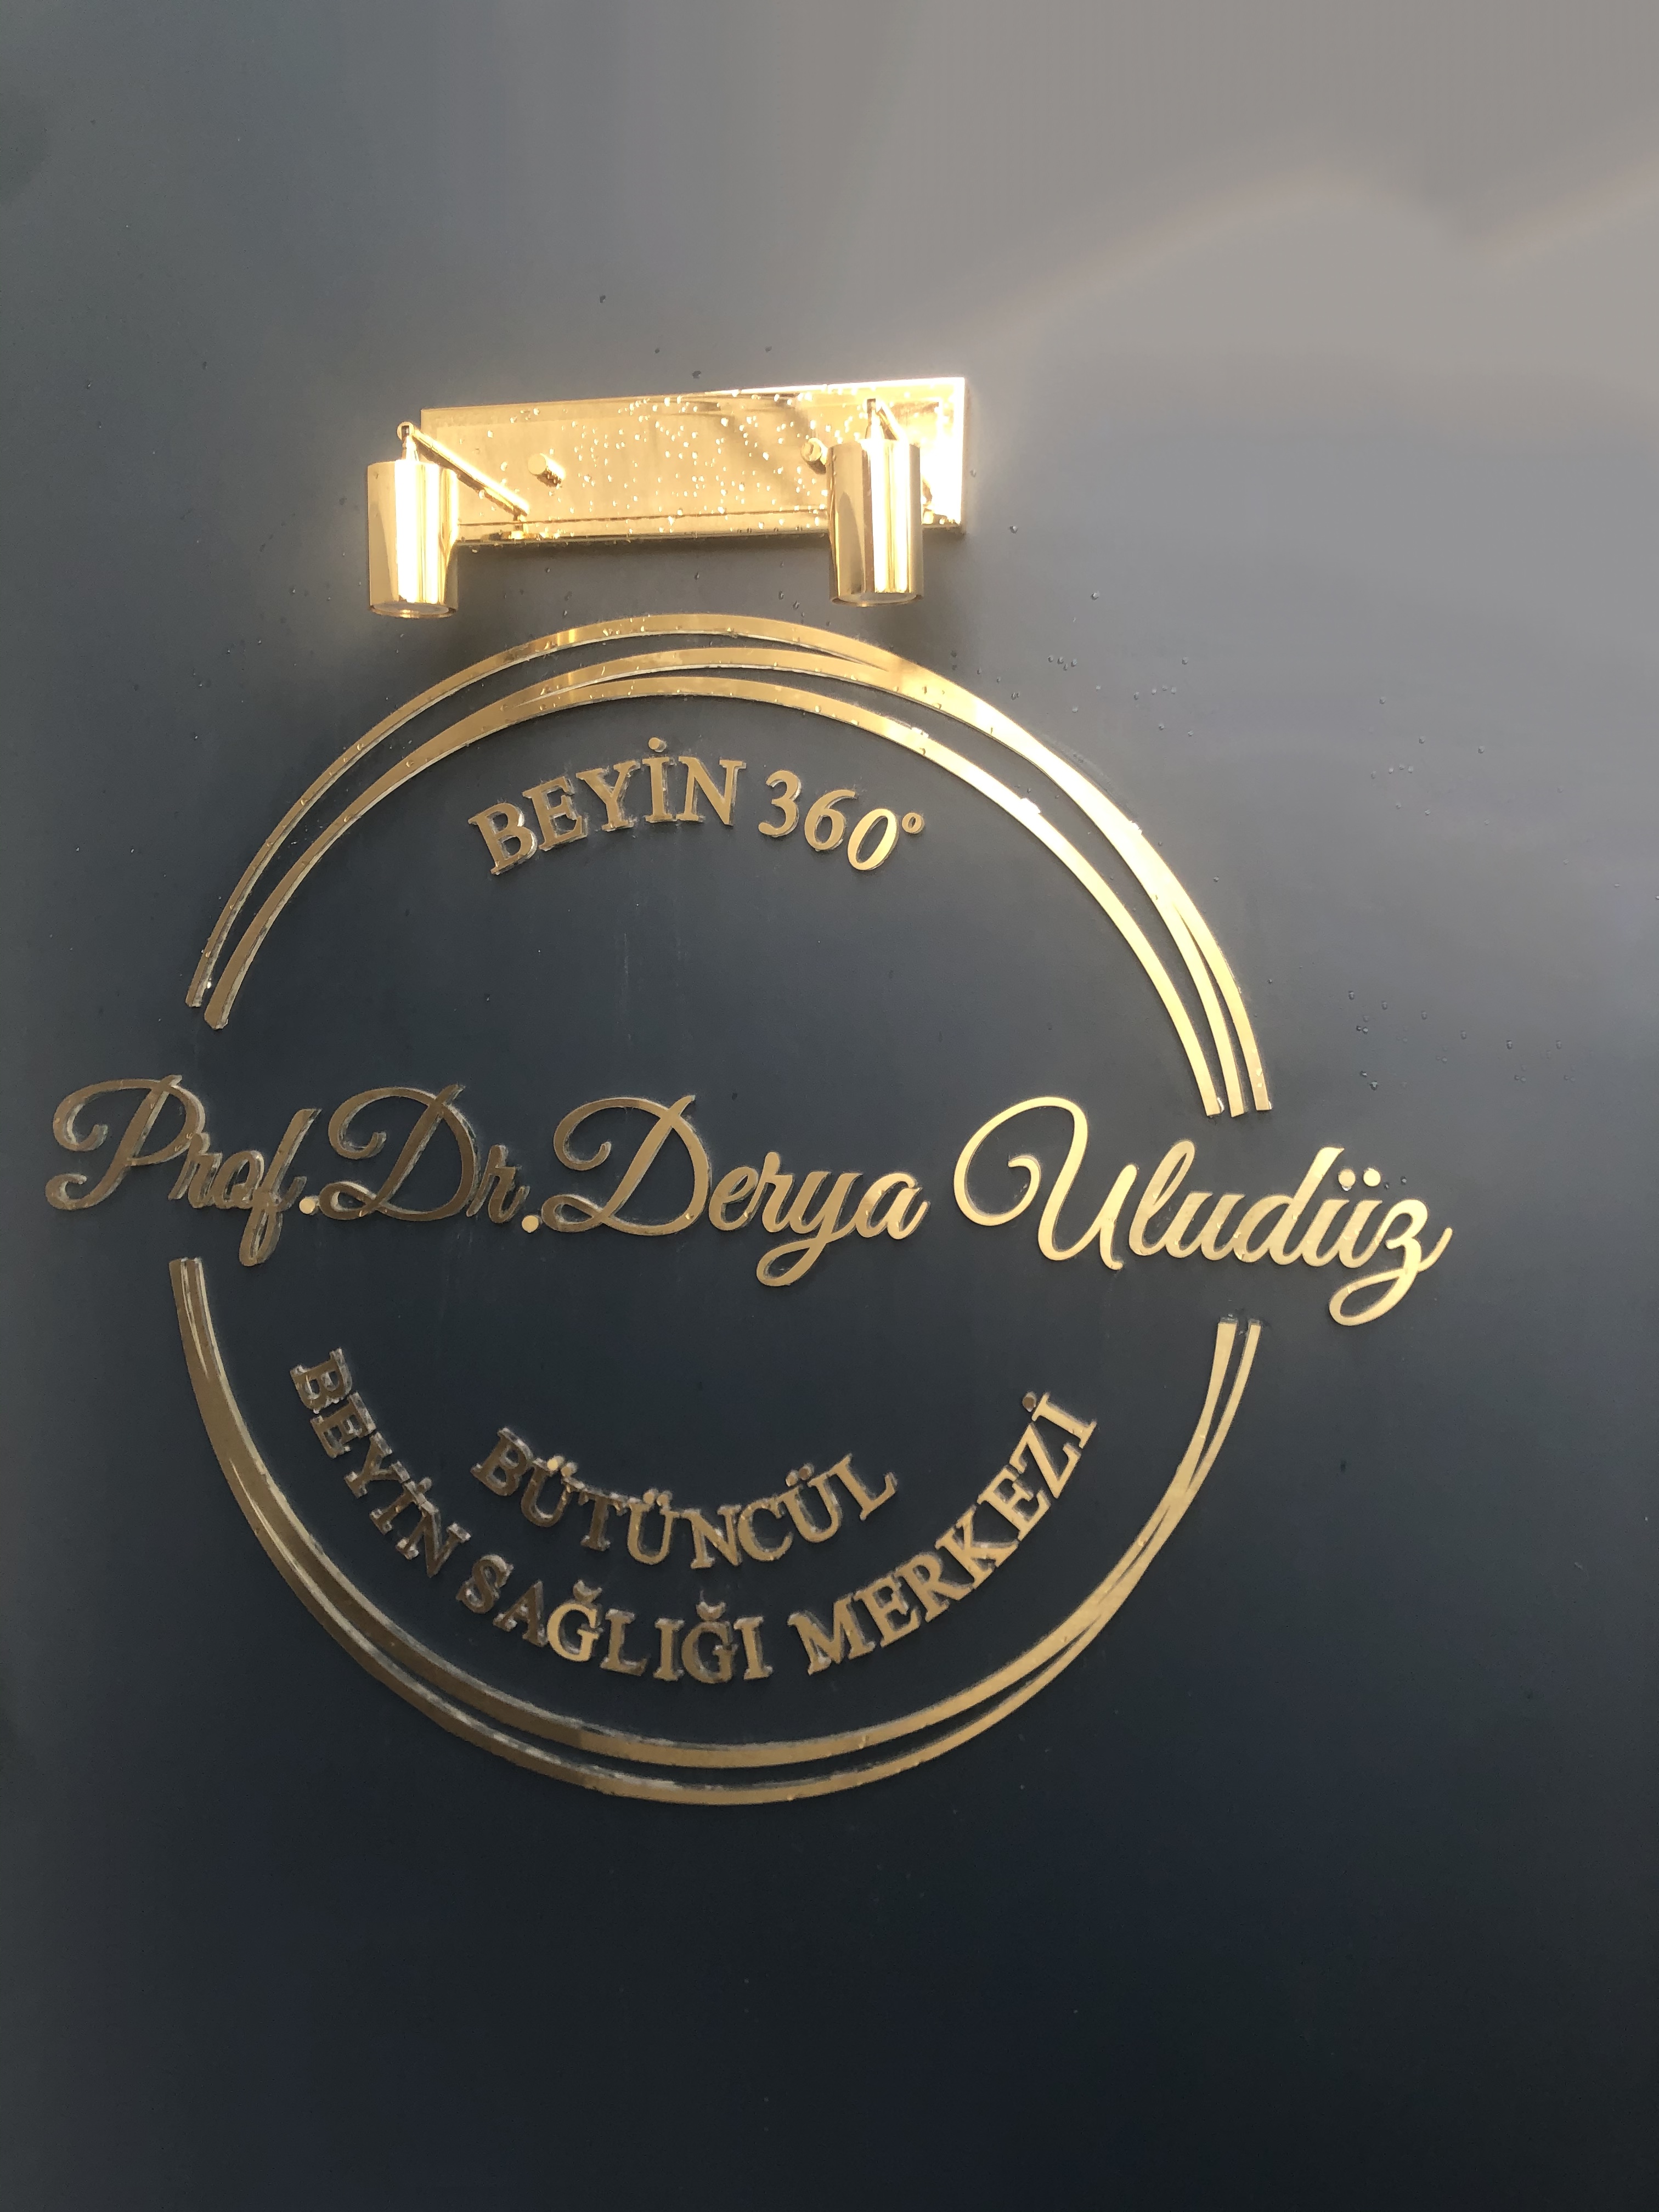 BEYİN 360°
Prof.Dr.Derya Uludüz
BÜTÜNCÜL
BEYİN SAĞLIĞI MERKEZİ